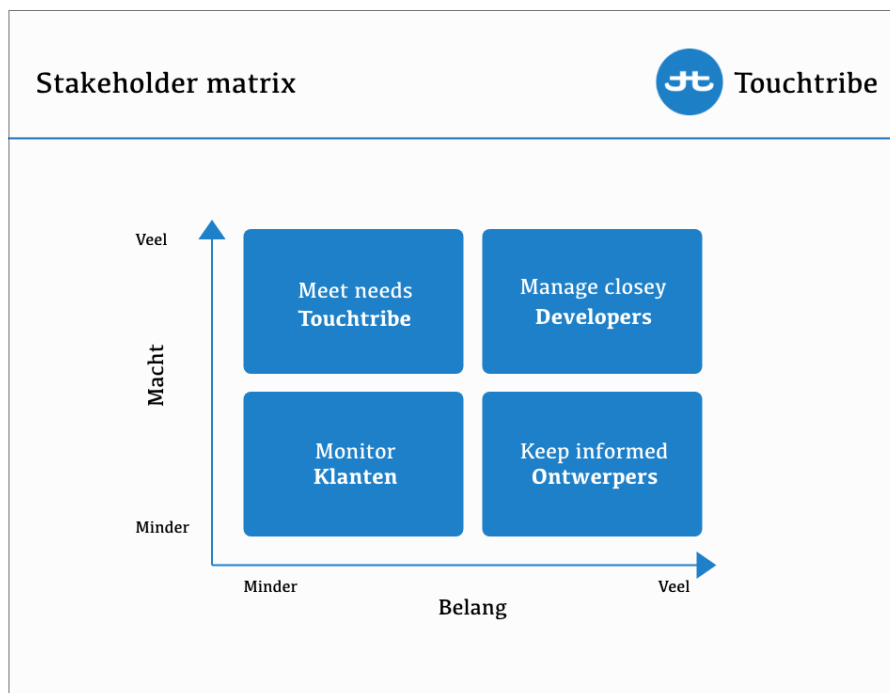 Stakeholder matrix
Touchtribe
Veel
Meet needs
Touchtribe
Manage closey
Developers
Macht
Monitor
Klanten
Keep informed
Ontwerpers
Minder
Minder
Veel
Belang